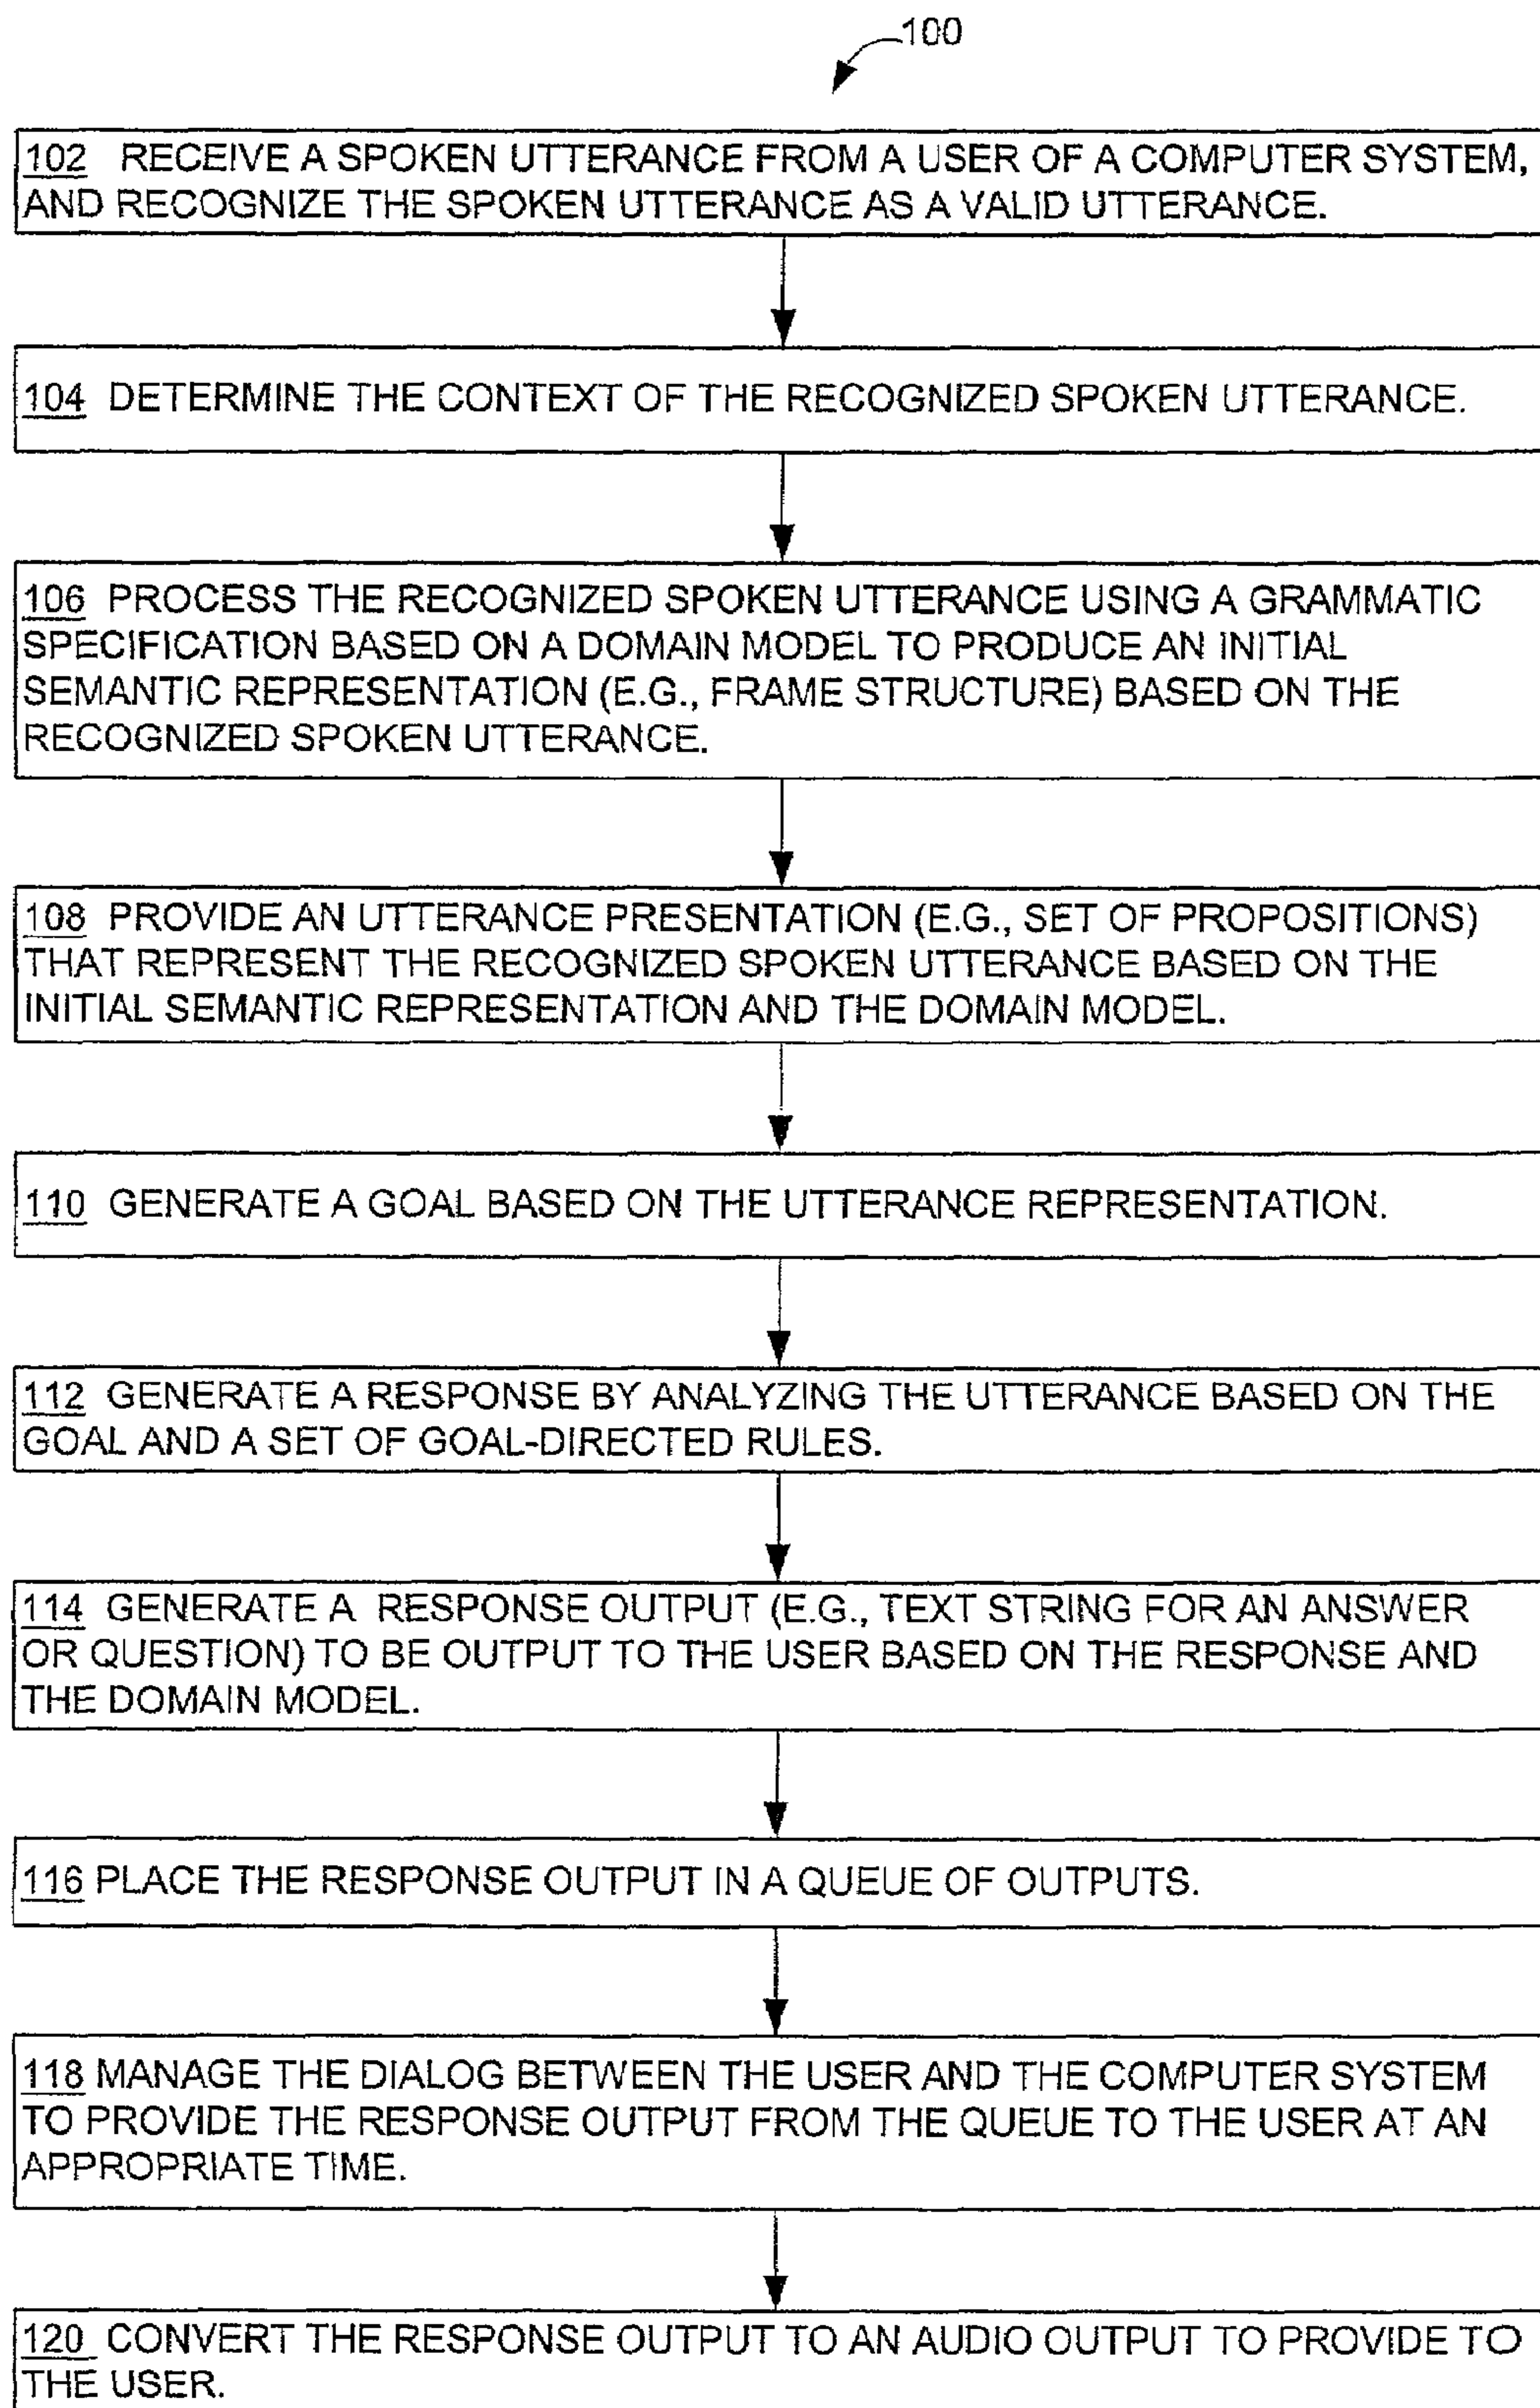 100
102 RECEIVE A SPOKEN UTTERANCE FROM A USER OF A COMPUTER SYSTEM,
AND RECOGNIZE THE SPOKEN UTTERANCE AS A VALID UTTERANCE.
104 DETERMINE THE CONTEXT OF THE RECOGNIZED SPOKEN UTTERANCE.
106 PROCESS THE RECOGNIZED SPOKEN UTTERANCE USING A GRAMMATIC
SPECIFICATION BASED ON A DOMAIN MODEL TO PRODUCE AN INITIAL
SEMANTIC REPRESENTATION (E.G., FRAME STRUCTURE) BASED ON THE
RECOGNIZED SPOKEN UTTERANCE.
108 PROVIDE AN UTTERANCE PRESENTATION (E.G., SET OF PROPOSITIONS)
THAT REPRESENT THE RECOGNIZED SPOKEN UTTERANCE BASED ON THE
INITIAL SEMANTIC REPRESENTATION AND THE DOMAIN MODEL.
110 GENERATE A GOAL BASED ON THE UTTERANCE REPRESENTATION.
112 GENERATE A RESPONSE BY ANALYZING THE UTTERANCE BASED ON THE
GOAL AND A SET OF GOAL-DIRECTED RULES.
114 GENERATE A RESPONSE OUTPUT (E.G., TEXT STRING FOR AN ANSWER
OR QUESTION) TO BE OUTPUT TO THE USER BASED ON THE RESPONSE AND
THE DOMAIN MODEL.
116 PLACE THE RESPONSE OUTPUT IN A QUEUE OF OUTPUTS.
118 MANAGE THE DIALOG BETWEEN THE USER AND THE COMPUTER SYSTEM
TO PROVIDE THE RESPONSE OUTPUT FROM THE QUEUE TO THE USER AT AN
APPROPRIATE TIME.
120 CONVERT THE RESPONSE OUTPUT TO AN AUDIO OUTPUT TO PROVIDE TO
THE USER.